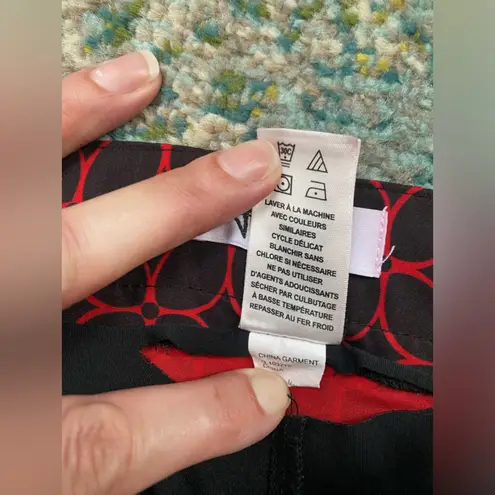 30C
LAVER À LA MACHINE
AVEC COULEURS
SIMILAIRES
CYCLE DÉLICAT
BLANCHIR SANS
CHLORE SI NÉCESSAIRE
NE PAS UTILISER
D'AGENTS ADOUCISSANTS
SÉCHER PAR CULBUTAGE
À BASSE TEMPÉRATURE
REPASSER AU FER FROID
CHINA GARMENT